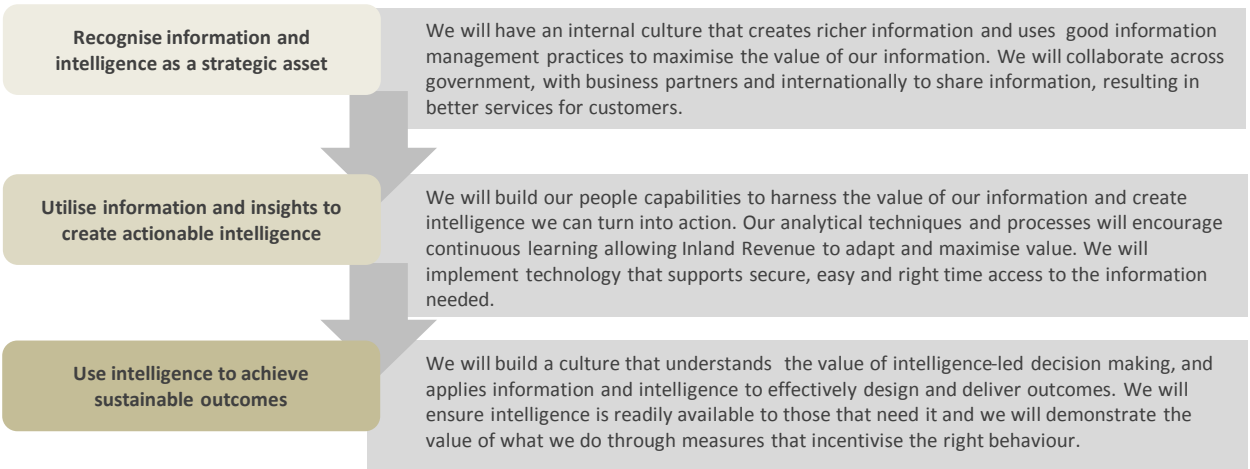 Recognise information and
intelligence as a strategic asset
We will have an internal culture that creates richer information and uses good information
management practices to maximise the value of our information. We will collaborate across
government, with business partners and internationally to share information, resulting in
better services for customers.
Utilise information and insights to
create actionable intelligence
We will build our people capabilities to harness the value of our information and create
intelligence we can turn into action. Our analytical techniques and processes will encourage
continuous learning allowing Inland Revenue to adapt and maximise value. We will
implement technology that supports secure, easy and right time access to the information
needed.
Use intelligence to achieve
sustainable outcomes
We will build a culture that understands the value of intelligence-led decision making, and
applies information and intelligence to effectively design and deliver outcomes. We will
ensure intelligence is readily available to those that need it and we will demonstrate the
value of what we do through measures that incentivise the right behaviour.